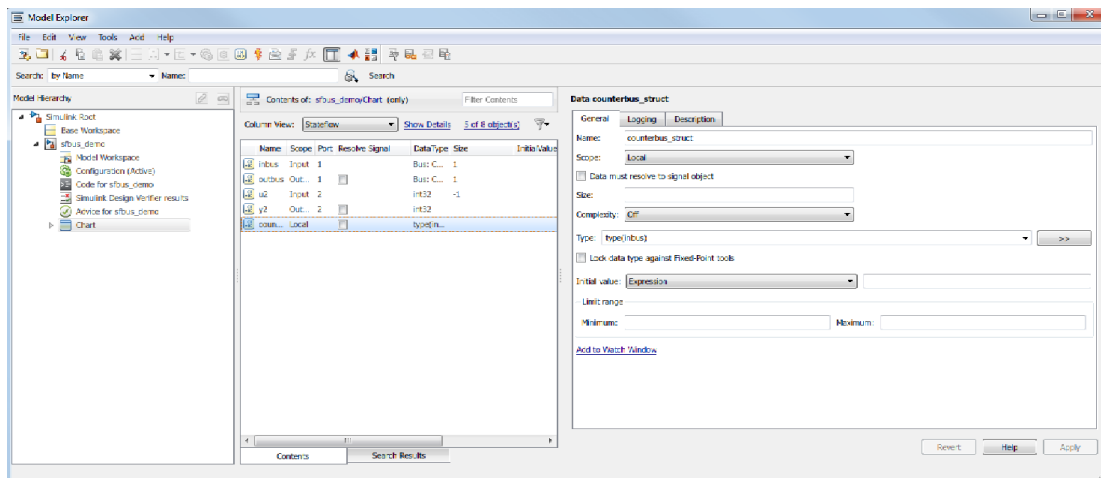 Model Explorer
File Edit View Tools Add Help
Search: by Name Name: Search
Model Hierarchy
Simulink Root
Base Workspace
sfbus_demo
Model Workspace
Configuration (Active)
Code for sfbus_demo
Simulink Design Verifier results
Advice for sfbus_demo
Chart
Contents of: sfbus_demo/Chart (only) Filter Contents
Column View: Stateflow Show Details 5 of 8 object(s)
Name Scope Port Resolve Signal DataType Size InitialValue
inbus Input 1 Bus: C... 1
outbus Out... 1 Bus: C... 1
u2 Input 2 int32 -1
y2 Out... 2 int32
coun... Local type(in...
Contents Search Results
Data counterbus_struct
General Logging Description
Name: counterbus_struct
Scope: Local
Data must resolve to signal object
Size:
Complexity: Off
Type: type(inbus) >>
Lock data type against Fixed-Point tools
Initial value: Expression
Limit range
Minimum: Maximum:
Add to Watch Window
Revert Help Apply